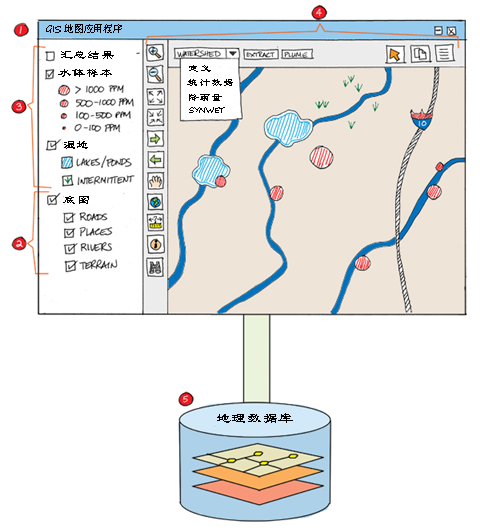 4
1
GIS 地图应用程序
汇总结果
WATERSHED
EXTRACT
PLUME
水体样本
定义
> 1000 PPM
统计数据
500-1000 PPM
降雨量
3
100-500 PPM
SYNWET
0-100 PPM
10
湿地
LAKES/PONDS
INTERMITTENT
底图
ROADS
2
PLACES
RIVERS
TERRAIN
5
地理数据库